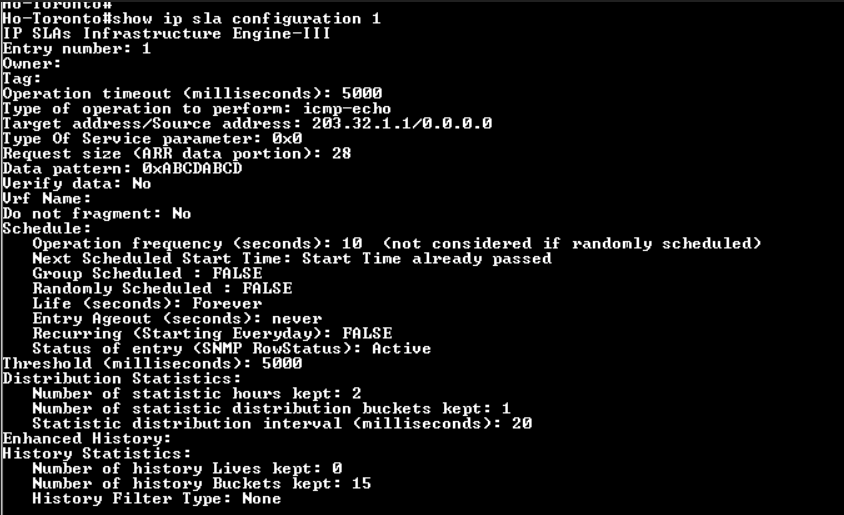 Ho-Toronto#
Ho-Toronto#show ip sla configuration 1
IP SLAs Infrastructure Engine-III
Entry number: 1
Owner:
Tag:
Operation timeout (milliseconds): 5000
Type of operation to perform: icmp-echo
Target address/Source address: 203.32.1.1/0.0.0.0
Type Of Service parameter: 0x0
Request size (ARR data portion): 28
Data pattern: 0xABCDABCD
Verify data: No
Vrf Name:
Do not fragment: No
Schedule:
   Operation frequency (seconds): 10  (not considered if randomly scheduled)
   Next Scheduled Start Time: Start Time already passed
   Group Scheduled : FALSE
   Randomly Scheduled : FALSE
   Life (seconds): Forever
   Entry Ageout (seconds): never
   Recurring (Starting Everyday): FALSE
   Status of entry (SNMP RowStatus): Active
Threshold (milliseconds): 5000
Distribution Statistics:
   Number of statistic hours kept: 2
   Number of statistic distribution buckets kept: 1
   Statistic distribution interval (milliseconds): 20
Enhanced History:
History Statistics:
   Number of history Lives kept: 0
   Number of history Buckets kept: 15
   History Filter Type: None